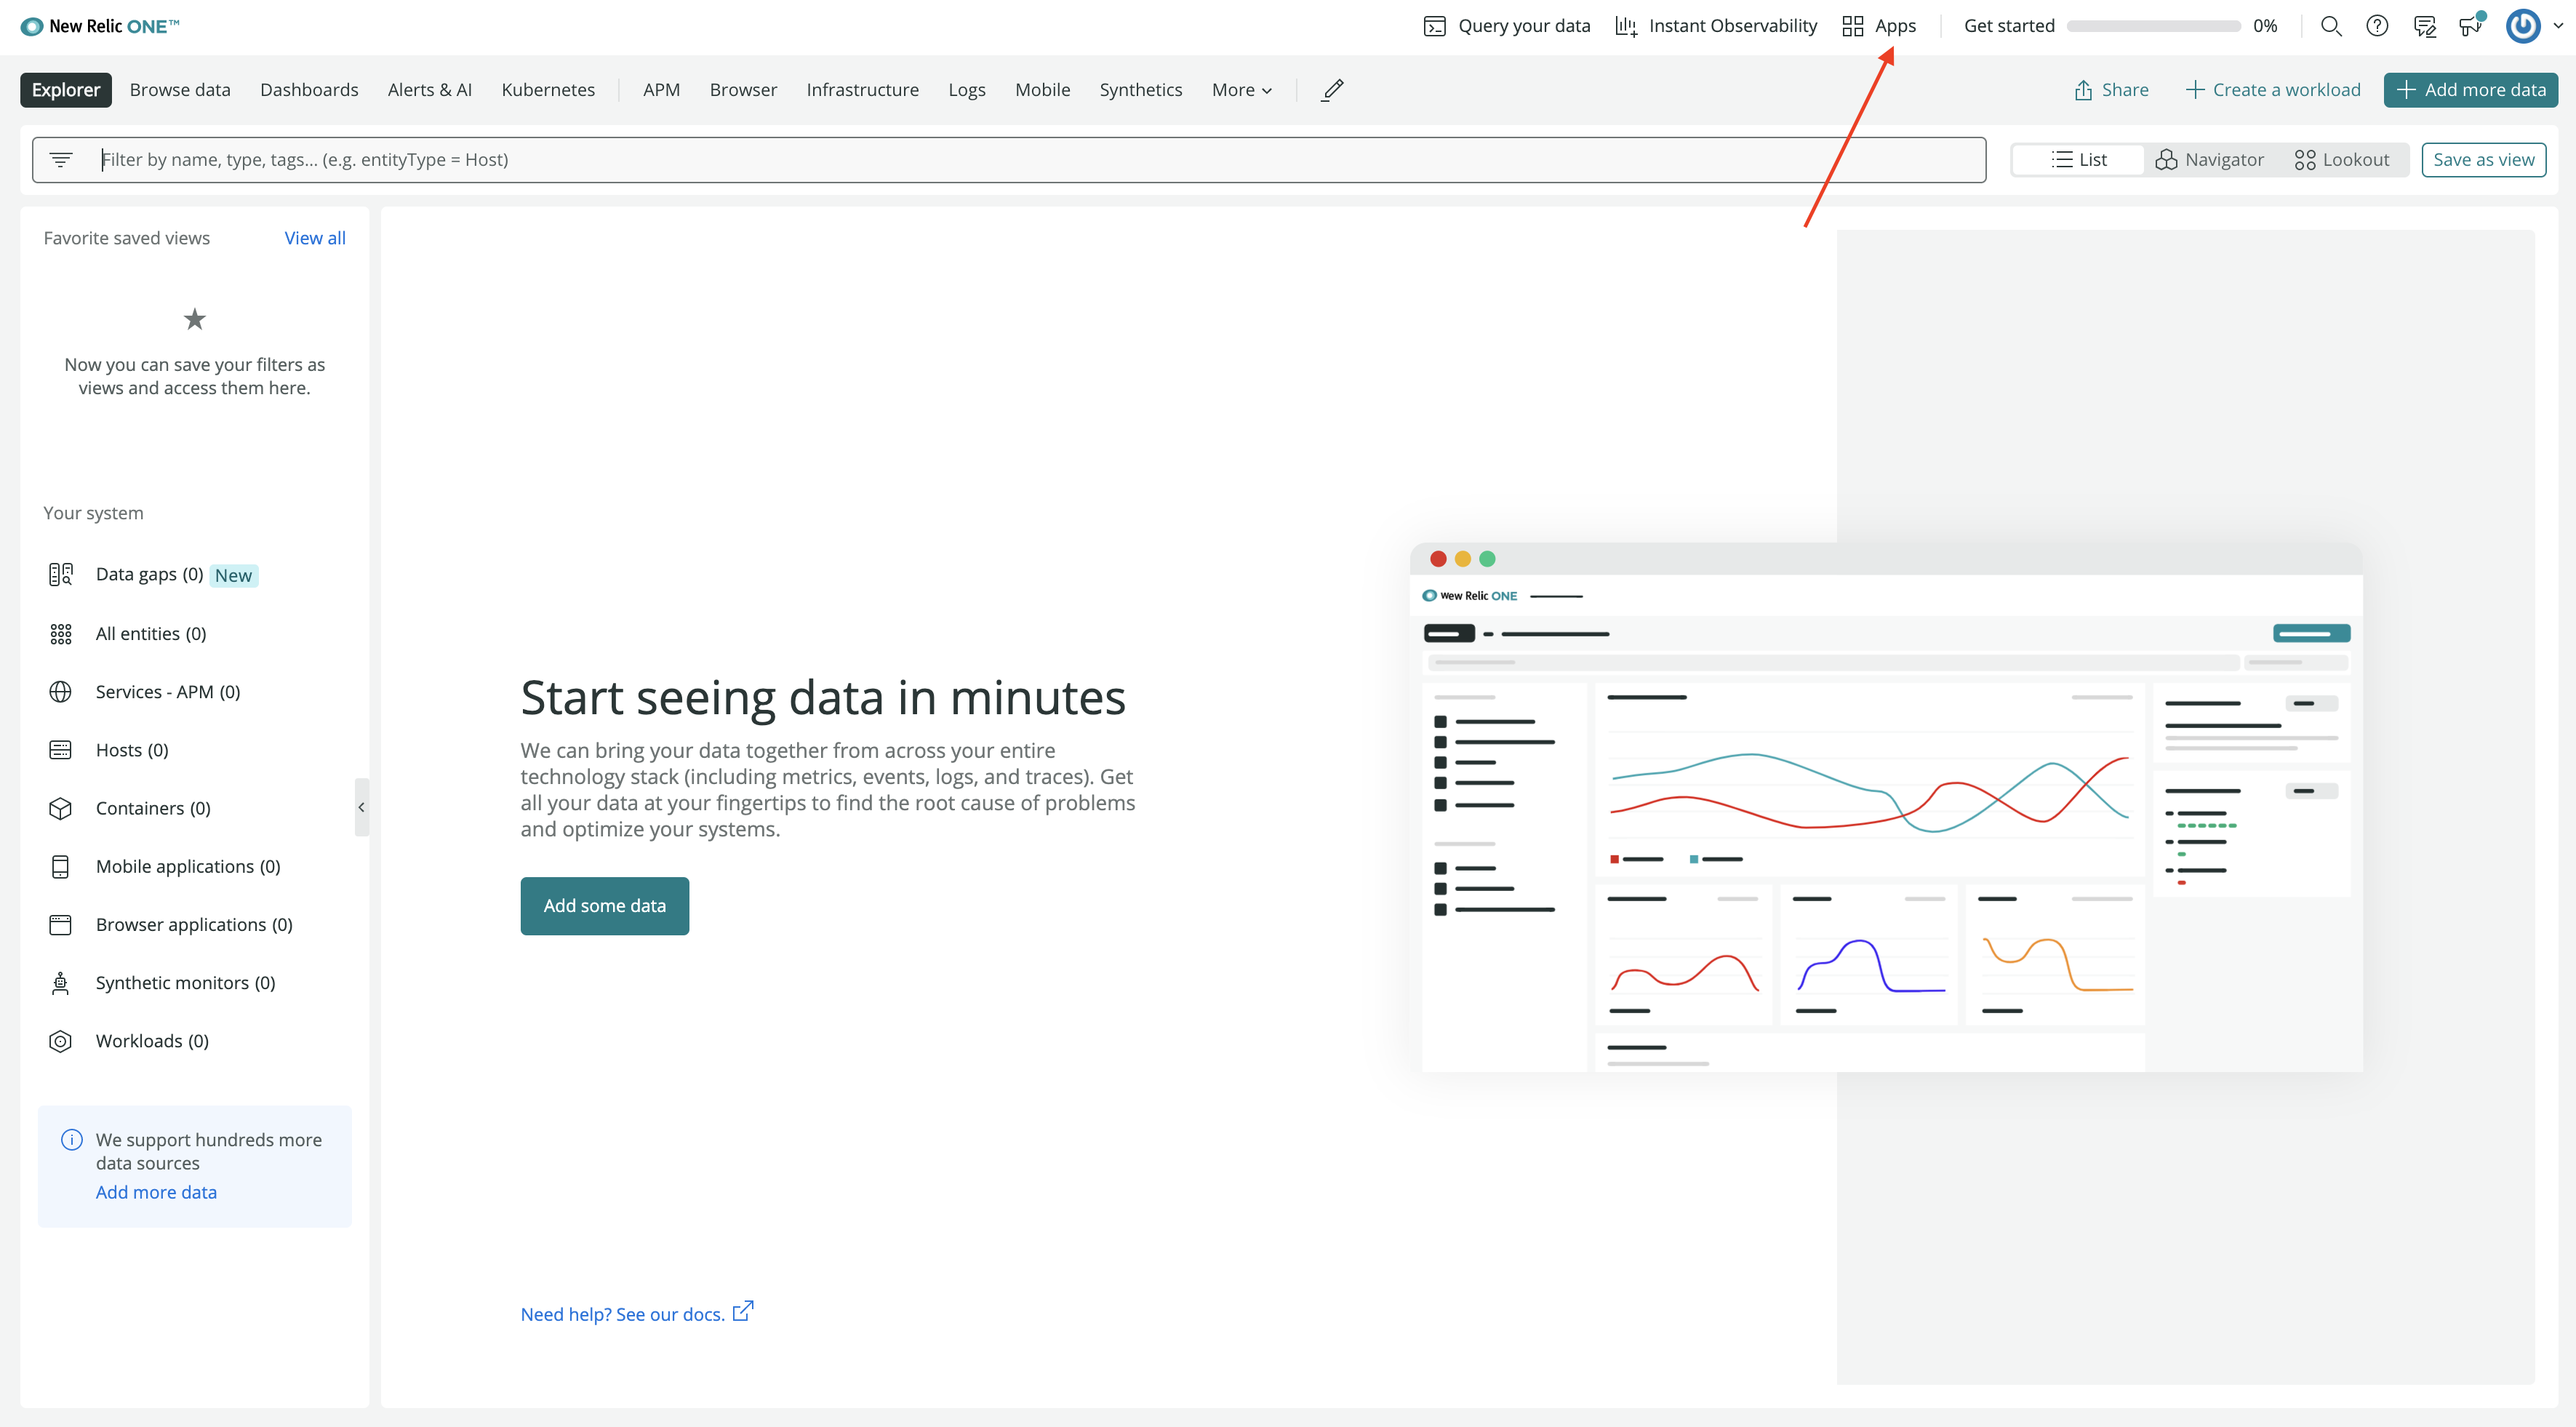 New Relic ONE™
Query your data
Instant Observability
Apps
Get started
0%
Explorer
Browse data
Dashboards
Alerts & AI
Kubernetes
APM
Browser
Infrastructure
Logs
Mobile
Synthetics
More
Share
Create a workload
Add more data
Filter by name, type, tags... (e.g. entityType = Host)
List
Navigator
Lookout
Save as view
Favorite saved views
View all
Now you can save your filters as
views and access them here.
Your system
Data gaps (0) New
All entities (0)
Services - APM (0)
Hosts (0)
Containers (0)
Mobile applications (0)
Browser applications (0)
Synthetic monitors (0)
Workloads (0)
We support hundreds more
data sources
Add more data
Start seeing data in minutes
We can bring your data together from across your entire
technology stack (including metrics, events, logs, and traces). Get
all your data at your fingertips to find the root cause of problems
and optimize your systems.
Add some data
Need help? See our docs.
Wew Relic ONE